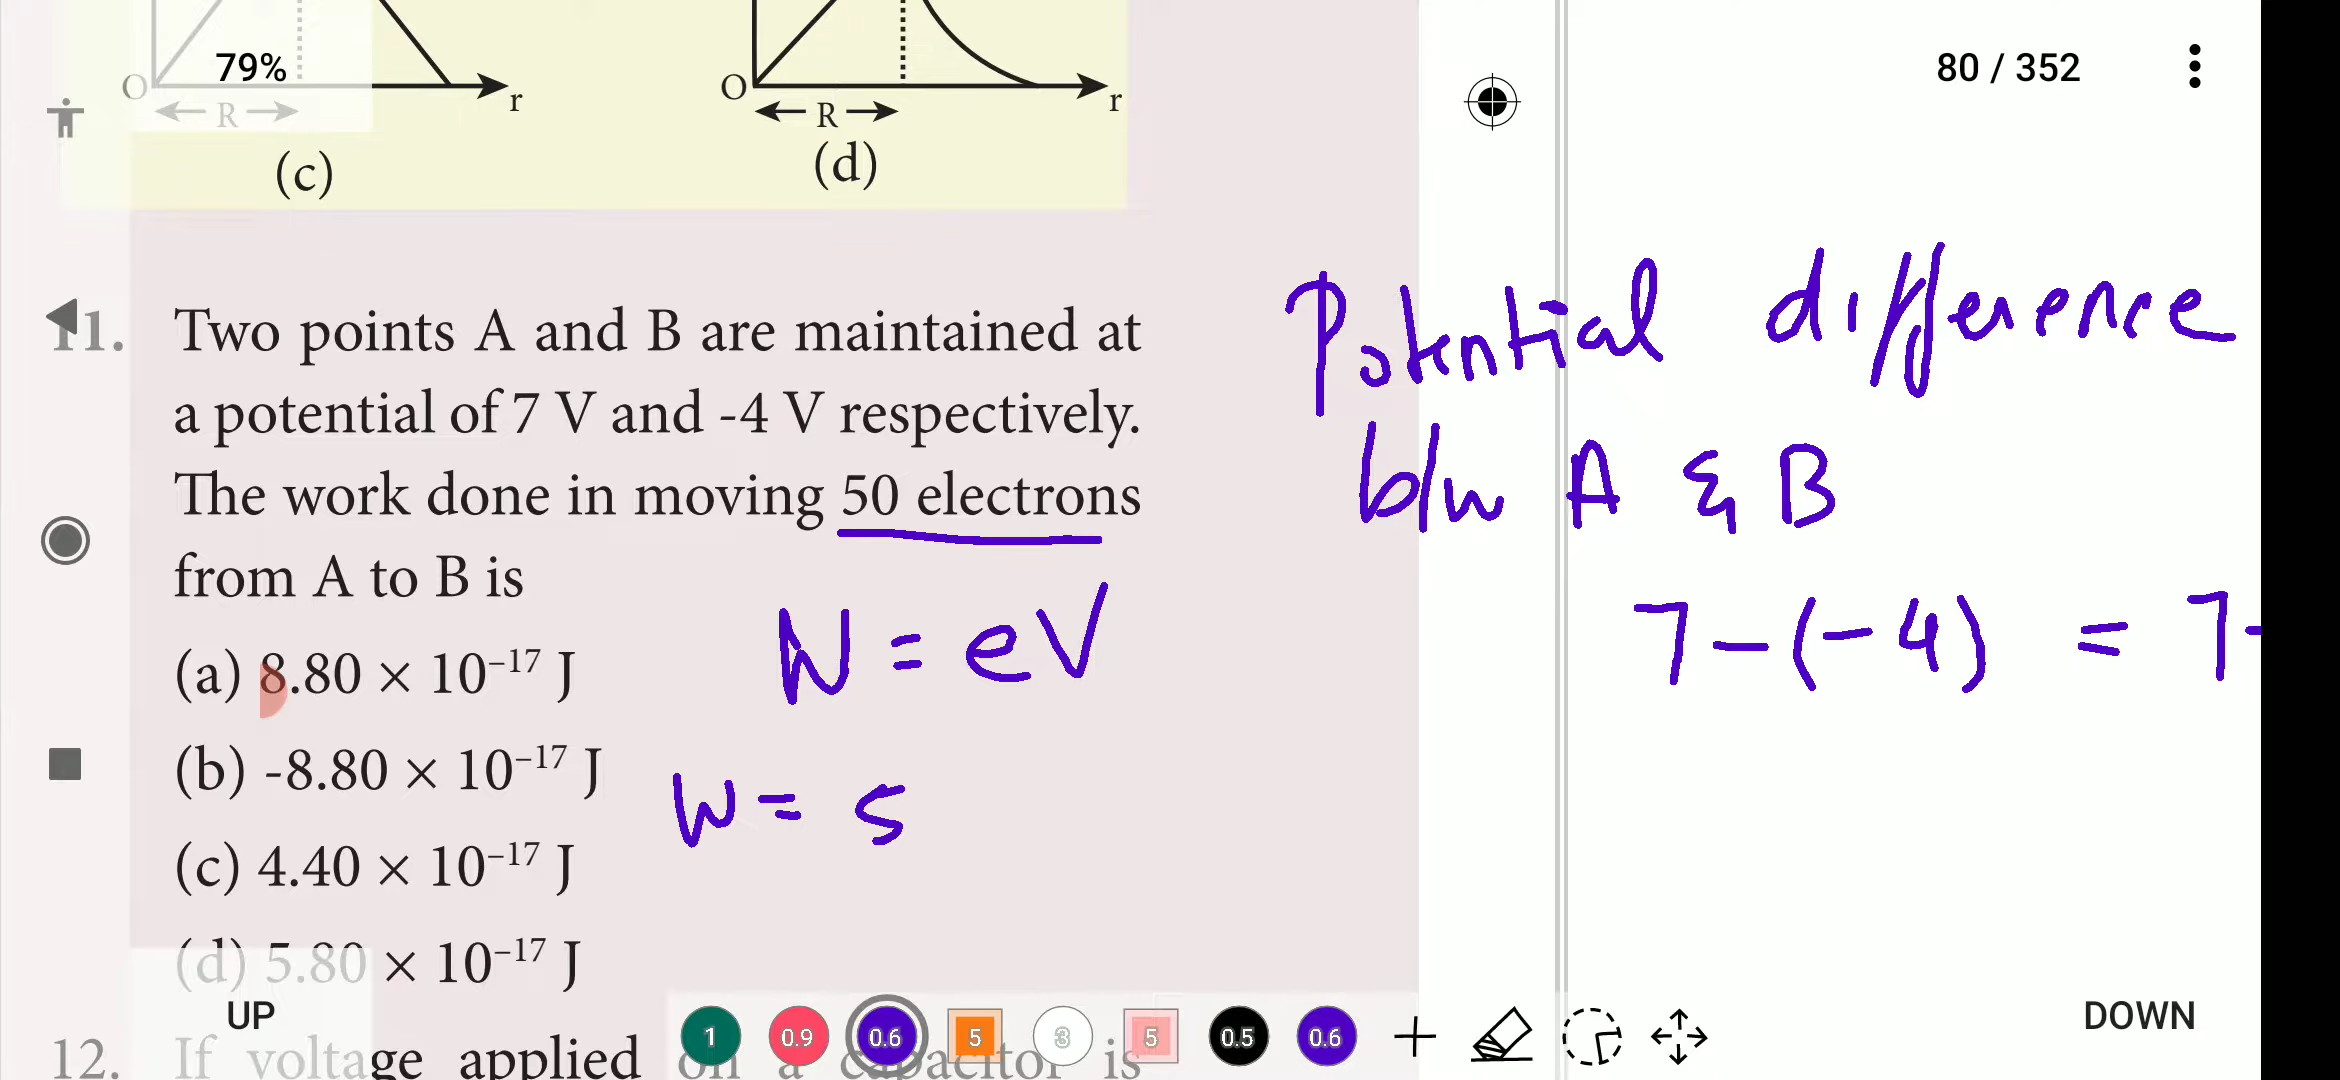 79%
80 / 352
O
R
r
O
R
r
(c)
(d)
11. Two points A and B are maintained at
a potential of 7 V and -4 V respectively.
The work done in moving 50 electrons
from A to B is
(a) 8.80 × 10⁻¹⁷ J
(b) -8.80 × 10⁻¹⁷ J
(c) 4.40 × 10⁻¹⁷ J
(d) 5.80 × 10⁻¹⁷ J
12. If voltage applied on a capacitor is
W = eV
W = 5
Potential difference
b/w A & B
7 - (-4) = 7-
UP
1 0.9 0.6 5 3 5 0.5 0.6
DOWN